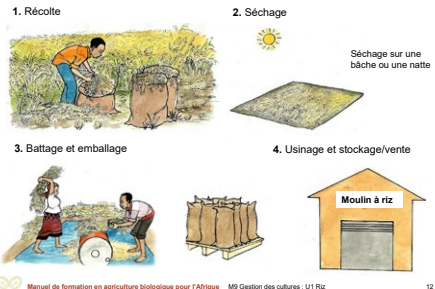 1. Récolte
2. Séchage
Séchage sur une
bâche ou une natte
3. Battage et emballage
4. Usinage et stockage/vente
Moulin à riz
Manuel de formation en agriculture biologique pour l'Afrique M9 Gestion des cultures : U1 Riz 12